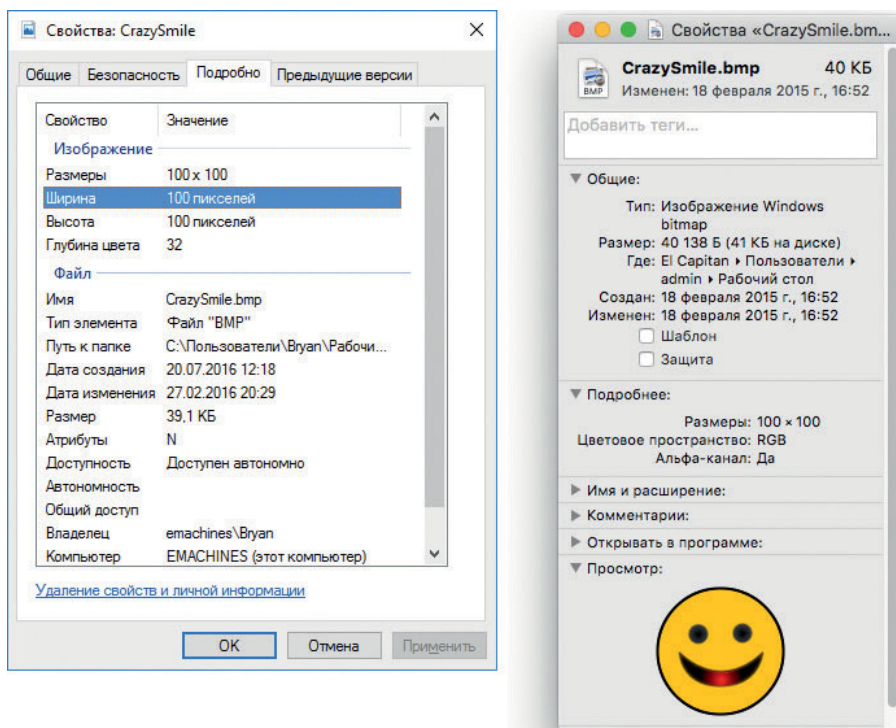 Свойства: CrazySmile
Общие Безопасность Подробно Предыдущие версии
Свойство Значение
Изображение
Размеры 100 x 100
Ширина 100 пикселей
Высота 100 пикселей
Глубина цвета 32
Файл
Имя CrazySmile.bmp
Тип элемента Файл "BMP"
Путь к папке C:\Пользователи\Bryan\Рабочи...
Дата создания 20.07.2016 12:18
Дата изменения 27.02.2016 20:29
Размер 39,1 КБ
Атрибуты N
Доступность Доступен автономно
Автономность
Общий доступ
Владелец emachines\Bryan
Компьютер EMACHINES (этот компьютер)
Удаление свойств и личной информации
OK Отмена Применить
Свойства «CrazySmile.bm...
CrazySmile.bmp 40 КБ
BMP
Изменен: 18 февраля 2015 г., 16:52
Добавить теги...
Общие:
Тип: Изображение Windows
bitmap
Размер: 40 138 Б (41 КБ на диске)
Где: El Capitan ▸ Пользователи ▸
admin ▸ Рабочий стол
Создан: 18 февраля 2015 г., 16:52
Изменен: 18 февраля 2015 г., 16:52
Шаблон
Защита
Подробнее:
Размеры: 100 × 100
Цветовое пространство: RGB
Альфа-канал: Да
Имя и расширение:
Комментарии:
Открывать в программе:
Просмотр: